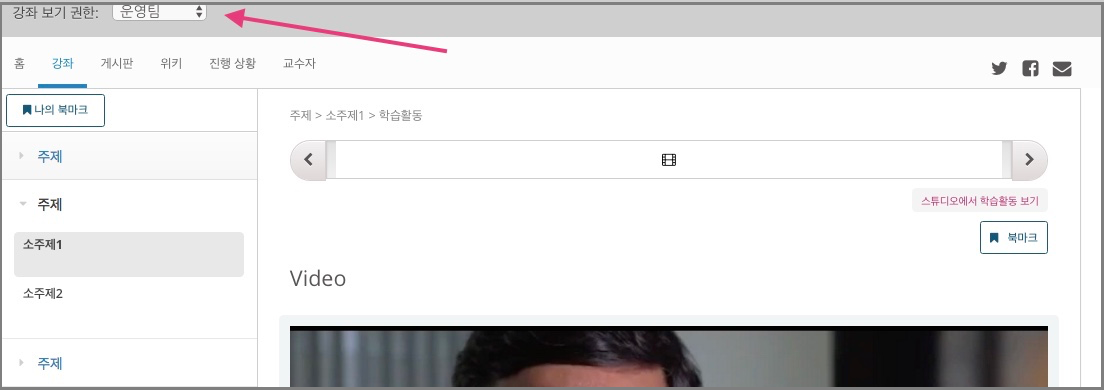 강좌 보기 권한: 운영팀
홈 강좌 게시판 위키 진행 상황 교수자
나의 북마크
주제 > 소주제1 > 학습활동
주제
주제
소주제1
소주제2
주제
스튜디오에서 학습활동 보기
북마크
Video